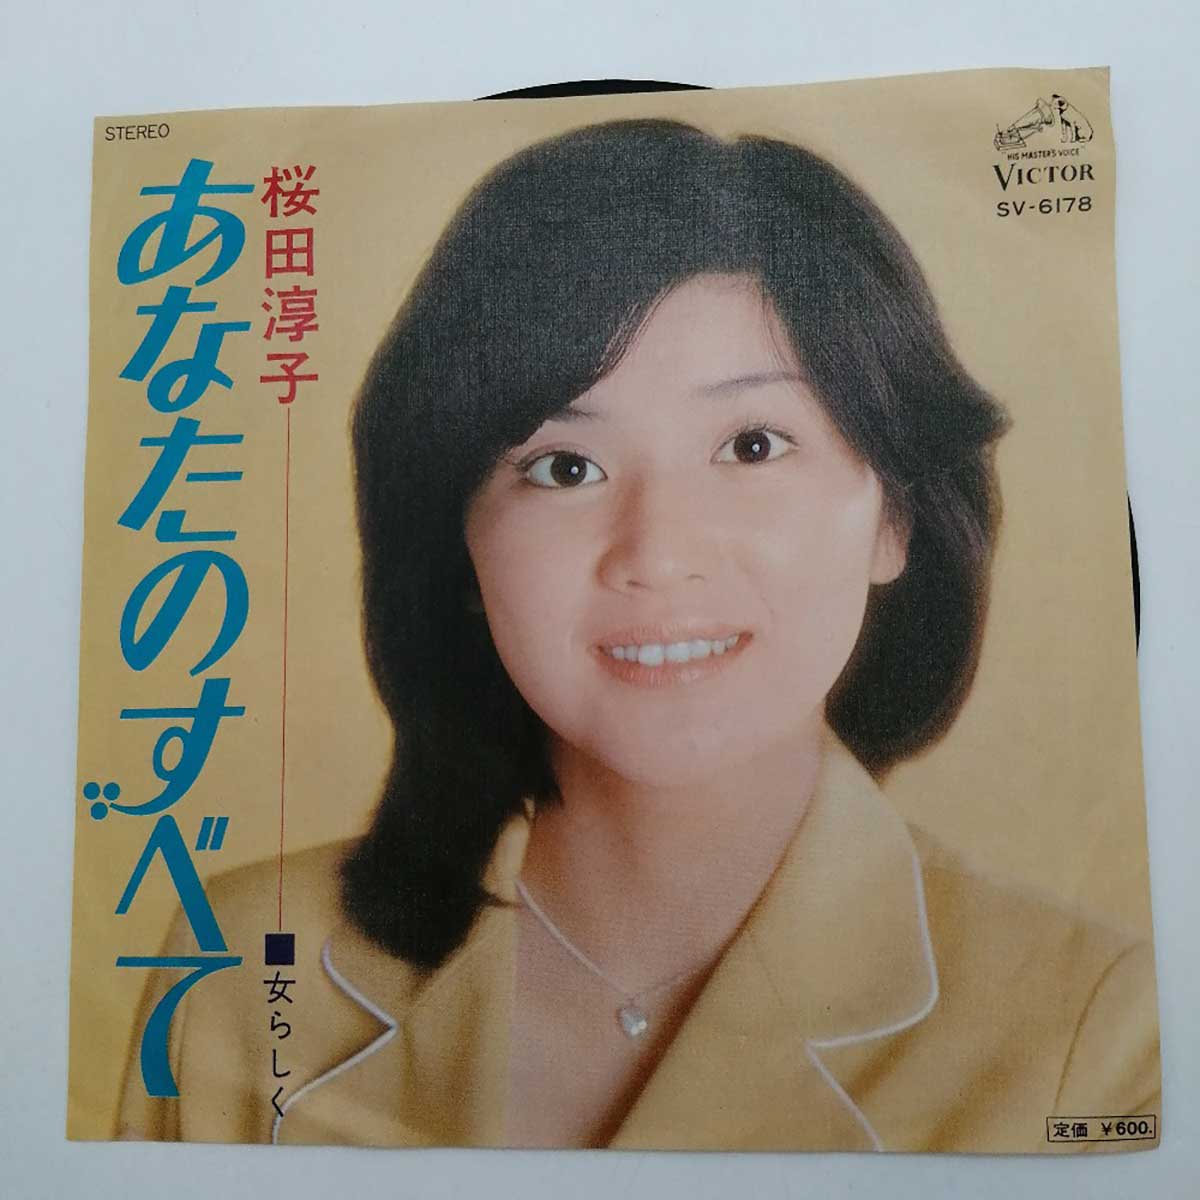 STEREO
あなたのすべて
桜田淳子
■女らしく
"HIS MASTER'S VOICE"
VICTOR
SV-6178
定価 ¥600.